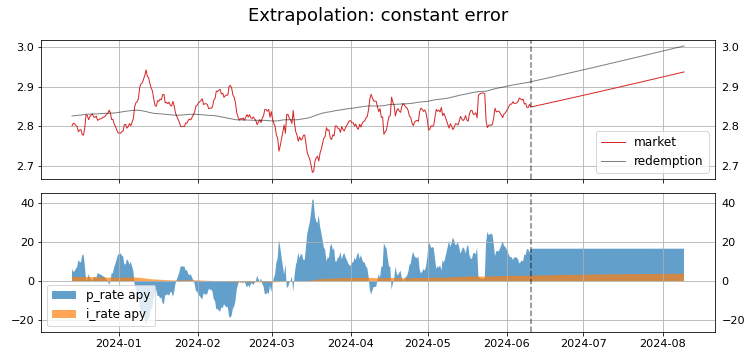 Extrapolation: constant error
3.0 3.0
2.9 2.9
2.8 2.8
2.7 2.7
market
redemption
40 40
20 20
0 0
−20 −20
p_rate apy
i_rate apy
2024-01 2024-02 2024-03 2024-04 2024-05 2024-06 2024-07 2024-08